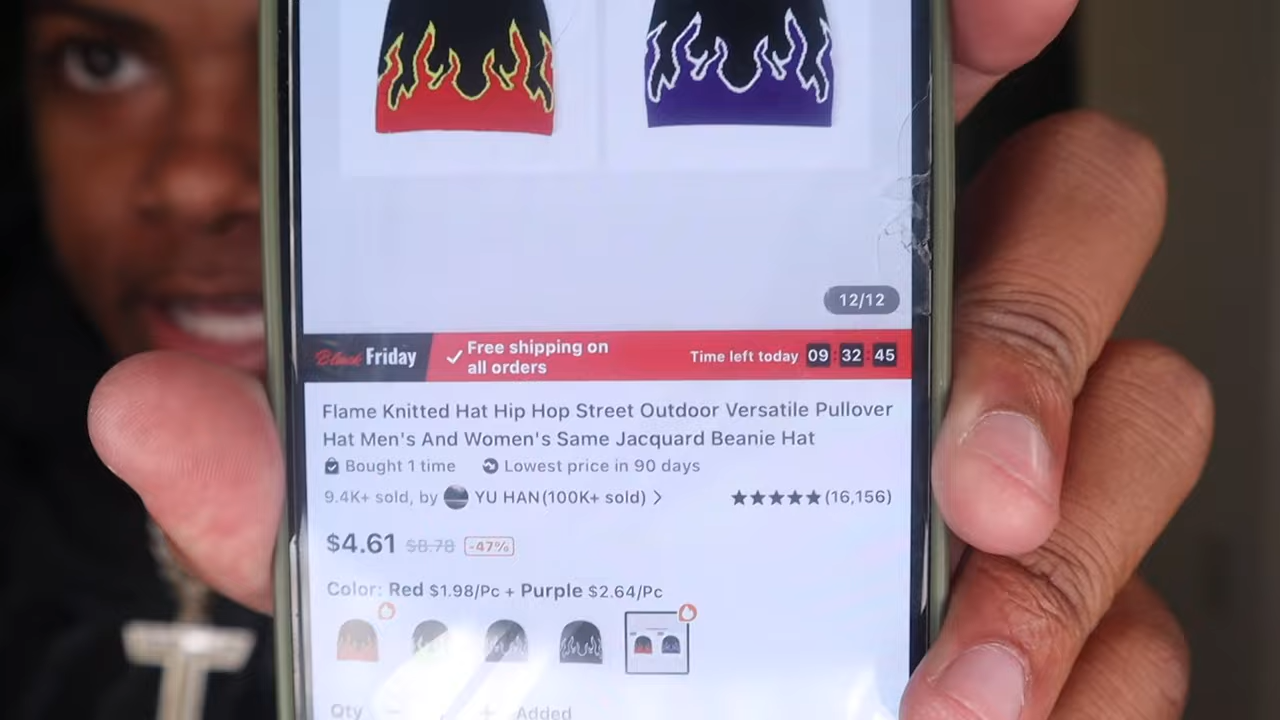 12/12
Black Friday
Free shipping on
all orders
Time left today 09 : 32 : 45
Flame Knitted Hat Hip Hop Street Outdoor Versatile Pullover
Hat Men's And Women's Same Jacquard Beanie Hat
Bought 1 time Lowest price in 90 days
9.4K+ sold, by YU HAN(100K+ sold) >
★★★★★(16,156)
$4.61 $8.78 -47%
Color: Red $1.98/Pc + Purple $2.64/Pc
Qty − + Added